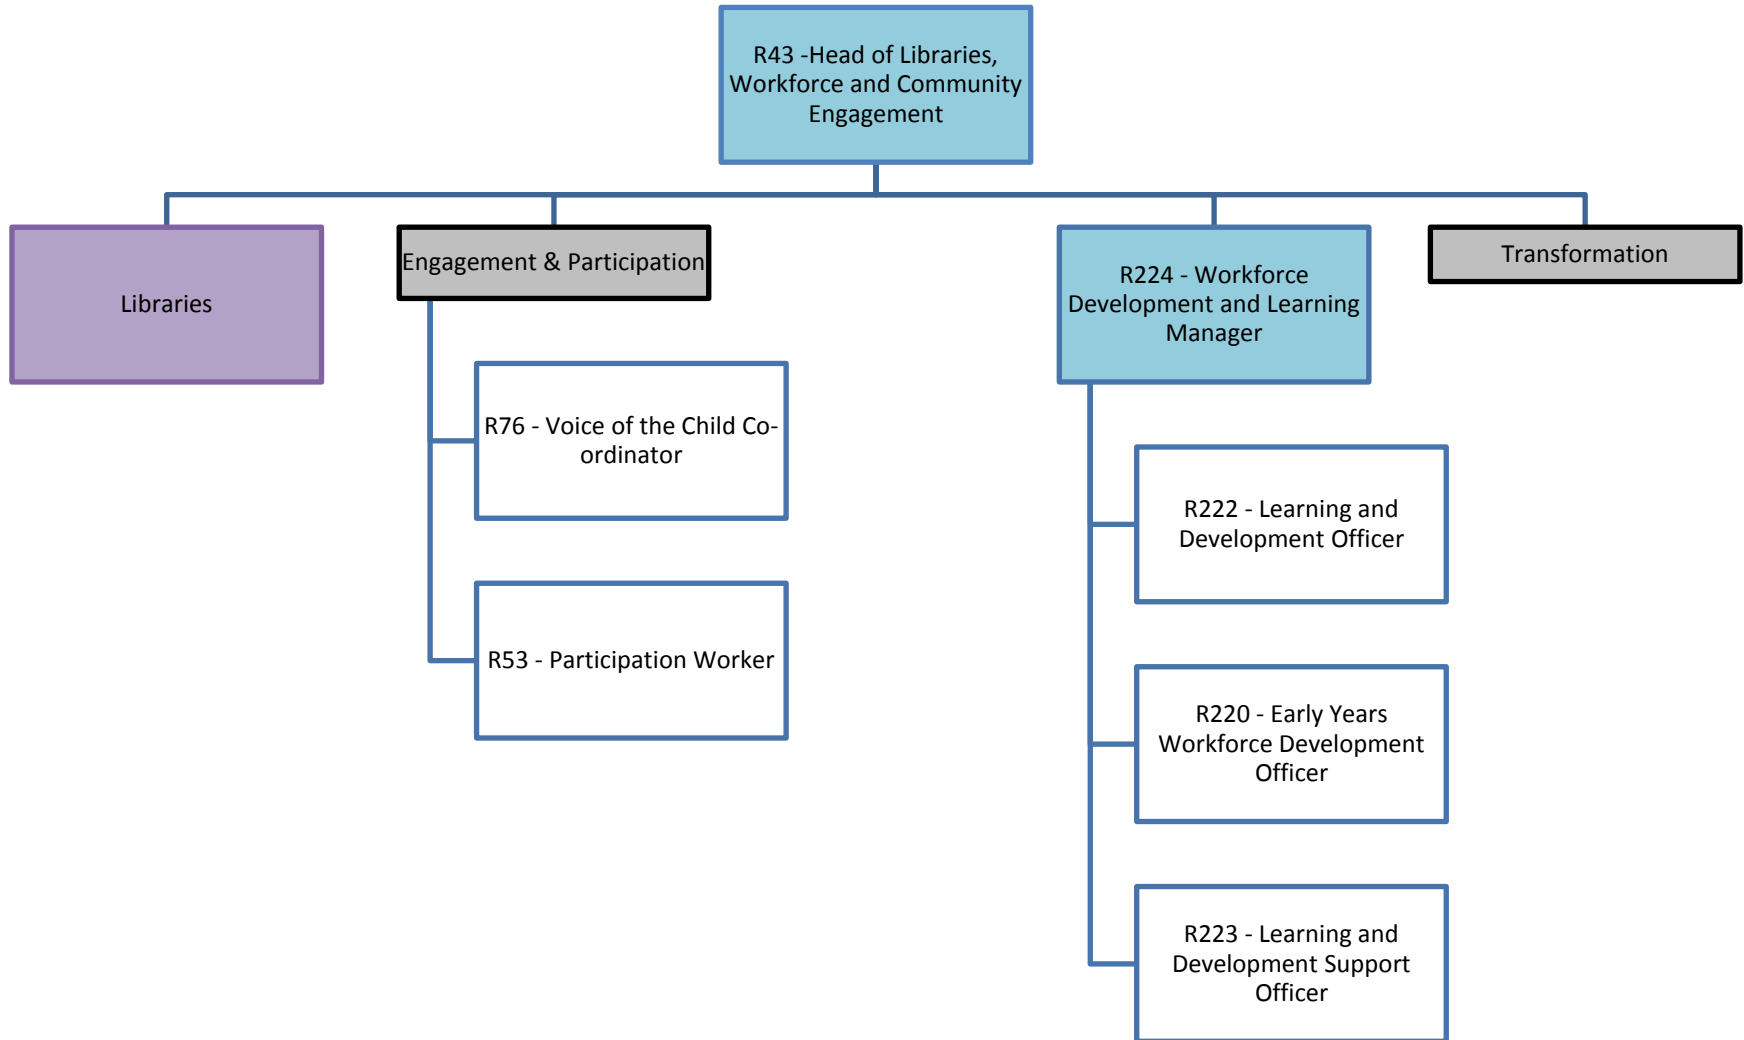 R43 -Head of Libraries,
Workforce and Community
Engagement
Libraries
Engagement & Participation
R224 - Workforce
Development and Learning
Manager
Transformation
R76 - Voice of the Child Co-
ordinator
R53 - Participation Worker
R222 - Learning and
Development Officer
R220 - Early Years
Workforce Development
Officer
R223 - Learning and
Development Support
Officer